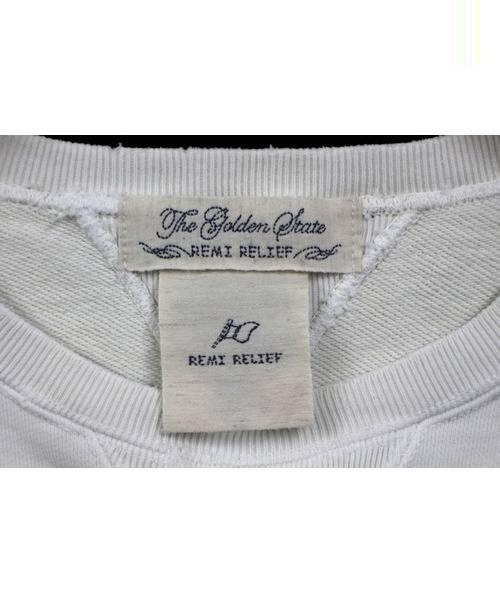 The Golden State
REMI RELIEF
REMI RELIEF